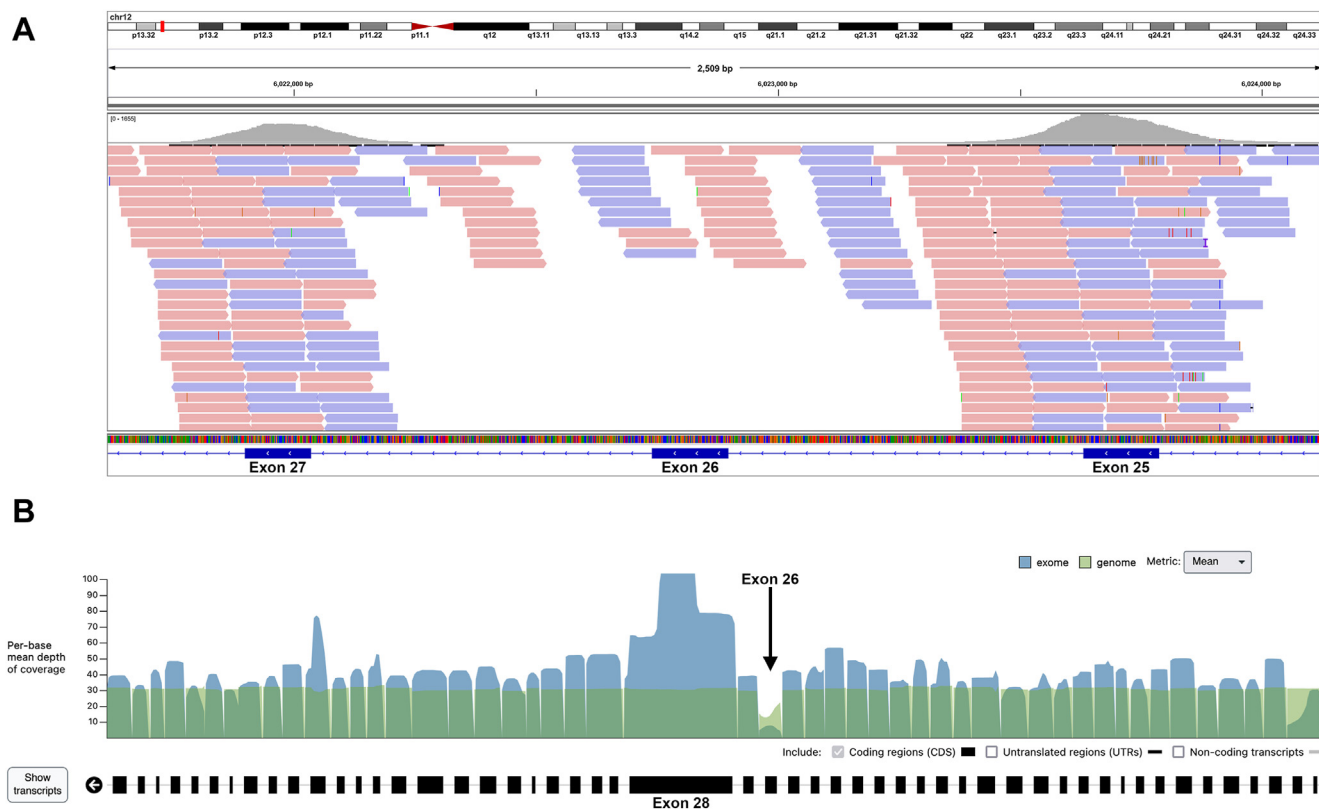 A
chr12
p13.32 p13.2 p12.3 p12.1 p11.22 p11.1 q12 q13.11 q13.13 q13.3 q14.2 q15 q21.1 q21.2 q21.31 q21.32 q22 q23.1 q23.2 q23.3 q24.11 q24.21 q24.31 q24.32 q24.33
2,509 bp
6,022,000 bp 6,023,000 bp 6,024,000 bp
[0 - 1655]
Exon 27 Exon 26 Exon 25
B
exome genome Metric: Mean
Exon 26
Per-base
mean depth
of coverage
100
90
80
70
60
50
40
30
20
10
Include: Coding regions (CDS) Untranslated regions (UTRs) Non-coding transcripts
Show
transcripts
Exon 28